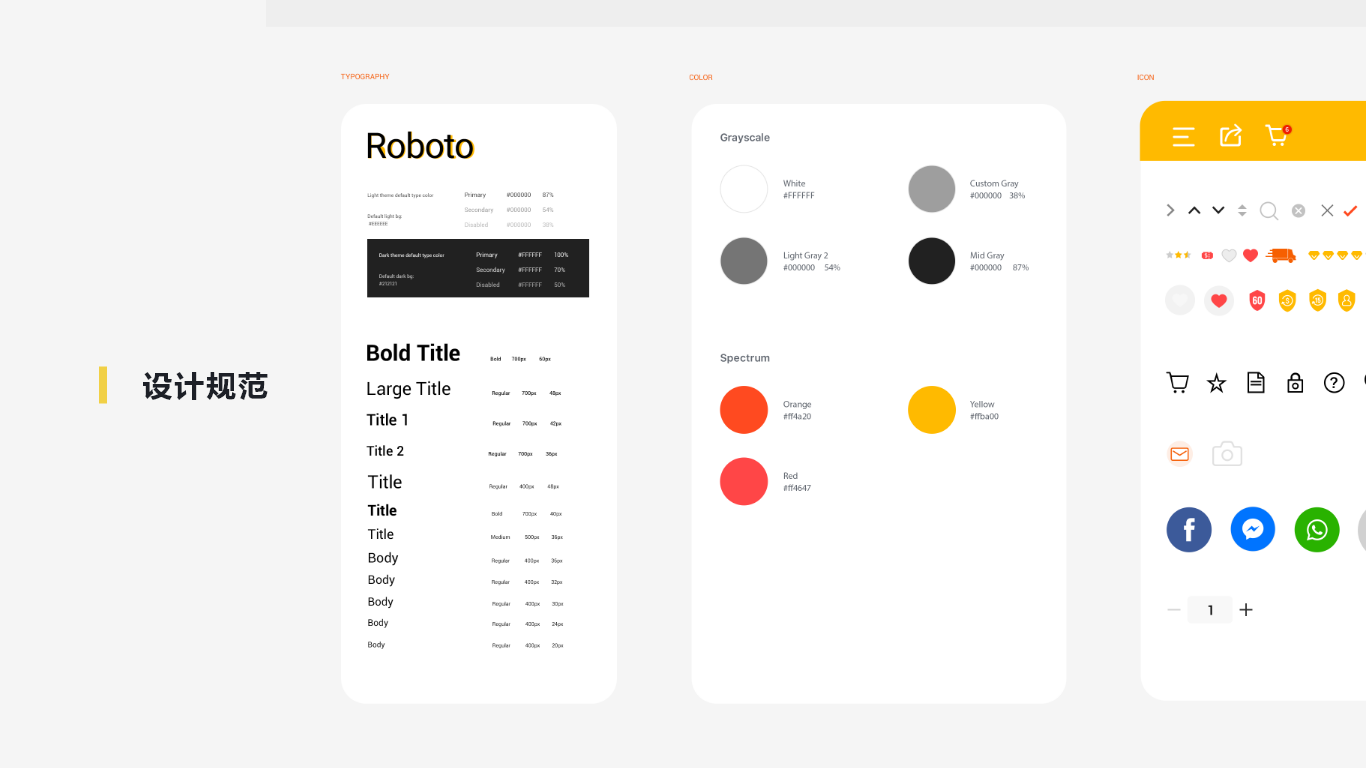 TYPOGRAPHY
COLOR
ICON
Roboto
Light theme default type color
Primary #000000 87%
Secondary #000000 54%
Default light bg:
#FFFFFF
Disabled #000000 38%
Dark theme default type color
Primary #FFFFFF 100%
Secondary #FFFFFF 70%
Default dark bg:
#212121
Disabled #FFFFFF 50%
Bold Title Bold 700px 60px
Large Title Regular 700px 48px
Title 1 Regular 700px 42px
Title 2 Regular 700px 36px
Title Regular 400px 48px
Title Bold 700px 40px
Title Medium 500px 36px
Body Regular 400px 36px
Body Regular 400px 32px
Body Regular 400px 30px
Body Regular 400px 24px
Body Regular 400px 20px
设计规范
Grayscale
White
#FFFFFF
Custom Gray
#000000 38%
Light Gray 2
#000000 54%
Mid Gray
#000000 87%
Spectrum
Orange
#ff4a20
Yellow
#ffba00
Red
#ff4647
6
60
1